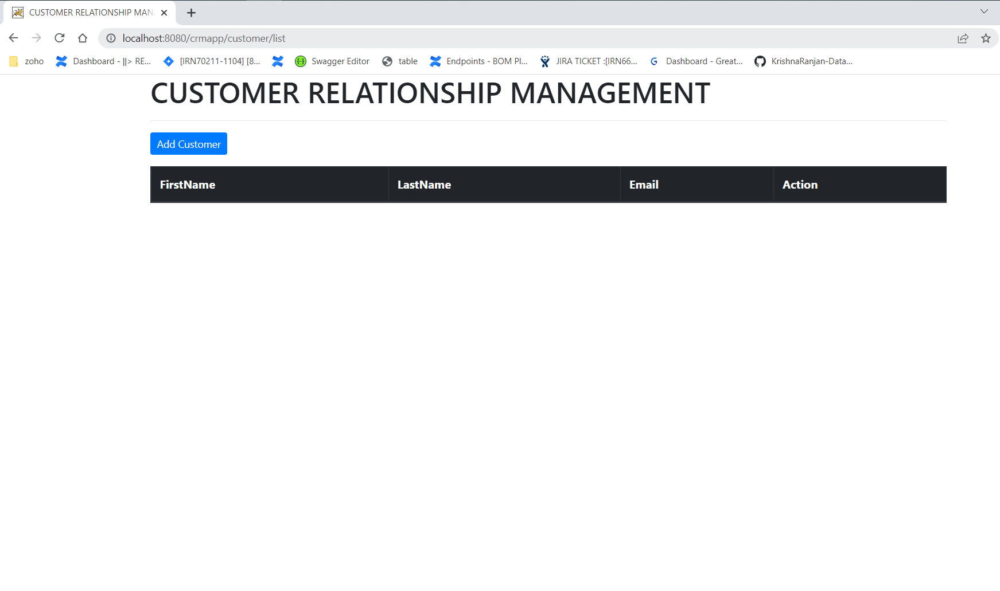 CUSTOMER RELATIONSHIP MAN
localhost:8080/crmapp/customer/list
zoho Dashboard - ||> RE... [IRN70211-1104] [8... Swagger Editor table Endpoints - BOM Pl... JIRA TICKET :[IRN66... Dashboard - Great... KrishnaRanjan-Data...
CUSTOMER RELATIONSHIP MANAGEMENT
Add Customer
FirstName LastName Email Action